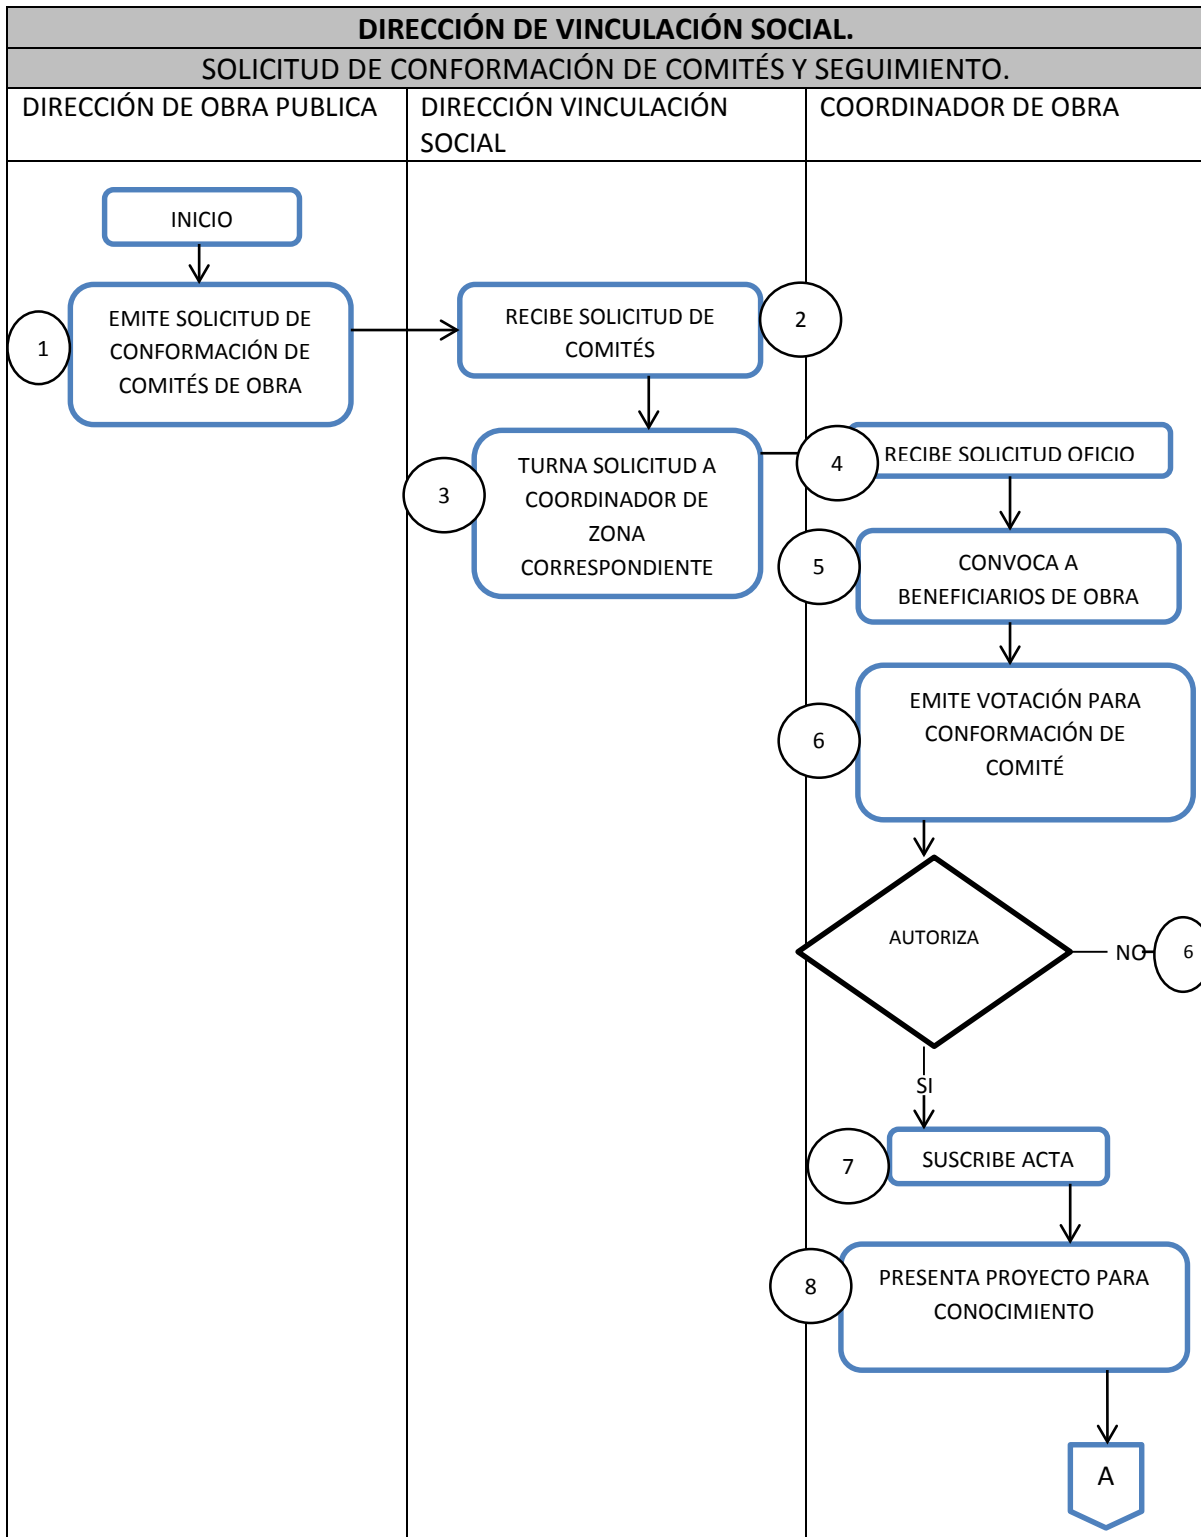 DIRECCIÓN DE VINCULACIÓN SOCIAL.
SOLICITUD DE CONFORMACIÓN DE COMITÉS Y SEGUIMIENTO.
DIRECCIÓN DE OBRA PUBLICA
DIRECCIÓN VINCULACIÓN
SOCIAL
COORDINADOR DE OBRA
INICIO
1
EMITE SOLICITUD DE
CONFORMACIÓN DE
COMITÉS DE OBRA
RECIBE SOLICITUD DE
COMITÉS
2
3
TURNA SOLICITUD A
COORDINADOR DE
ZONA
CORRESPONDIENTE
4
RECIBE SOLICITUD OFICIO
5
CONVOCA A
BENEFICIARIOS DE OBRA
6
EMITE VOTACIÓN PARA
CONFORMACIÓN DE
COMITÉ
AUTORIZA
NO
6
SI
7
SUSCRIBE ACTA
8
PRESENTA PROYECTO PARA
CONOCIMIENTO
A